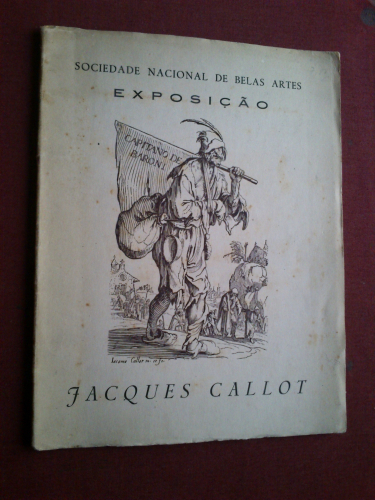 SOCIEDADE NACIONAL DE BELAS ARTES
EXPOSIÇÃO
CAPITANO DE
BARONI
JACQUES CALLOT